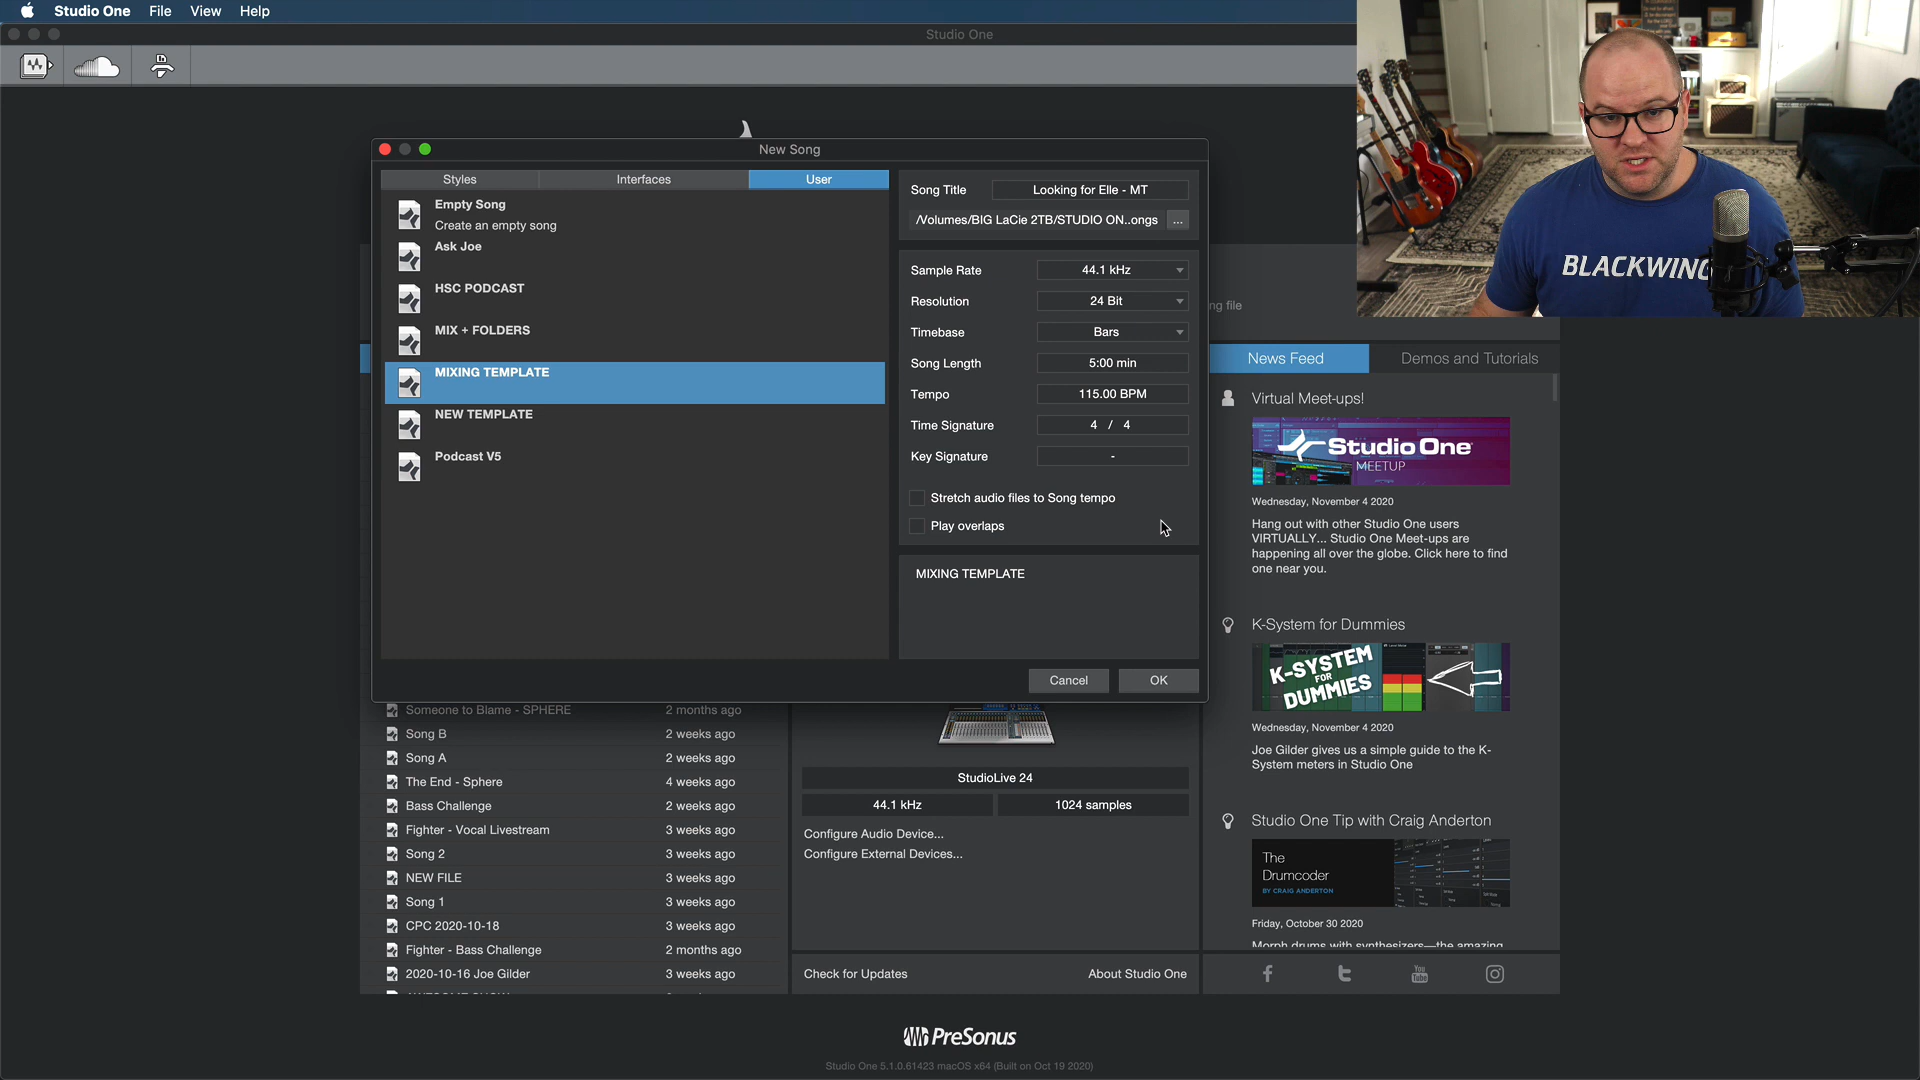 Studio One File View Help
Studio One
New Song
Styles Interfaces User
Empty Song
Create an empty song
Ask Joe
HSC PODCAST
MIX + FOLDERS
MIXING TEMPLATE
NEW TEMPLATE
Podcast V5
Song Title Looking for Elle - MT
/Volumes/BIG LaCie 2TB/STUDIO ON..ongs ...
Sample Rate 44.1 kHz
Resolution 24 Bit
Timebase Bars
Song Length 5:00 min
Tempo 115.00 BPM
Time Signature 4 / 4
Key Signature -
Stretch audio files to Song tempo
Play overlaps
MIXING TEMPLATE
Cancel OK
BLACKWING
ng file
Someone to Blame - SPHERE 2 months ago
Song B 2 weeks ago
Song A 2 weeks ago
The End - Sphere 4 weeks ago
Bass Challenge 2 weeks ago
Fighter - Vocal Livestream 3 weeks ago
Song 2 3 weeks ago
NEW FILE 3 weeks ago
Song 1 3 weeks ago
CPC 2020-10-18 3 weeks ago
Fighter - Bass Challenge 2 months ago
2020-10-16 Joe Gilder 3 weeks ago
StudioLive 24
44.1 kHz 1024 samples
Configure Audio Device...
Configure External Devices...
Check for Updates About Studio One
News Feed Demos and Tutorials
Virtual Meet-ups!
Studio One
MEETUP
Wednesday, November 4 2020
Hang out with other Studio One users
VIRTUALLY... Studio One Meet-ups are
happening all over the globe. Click here to find
one near you.
K-System for Dummies
K-SYSTEM
FOR
DUMMIES
Wednesday, November 4 2020
Joe Gilder gives us a simple guide to the K-
System meters in Studio One
Studio One Tip with Craig Anderton
The
Drumcoder
BY CRAIG ANDERTON
Friday, October 30 2020
Morph drums with synthesizers—the amazing
You
Tube
PreSonus
Studio One 5.1.0.61423 macOS x64 (Built on Oct 19 2020)